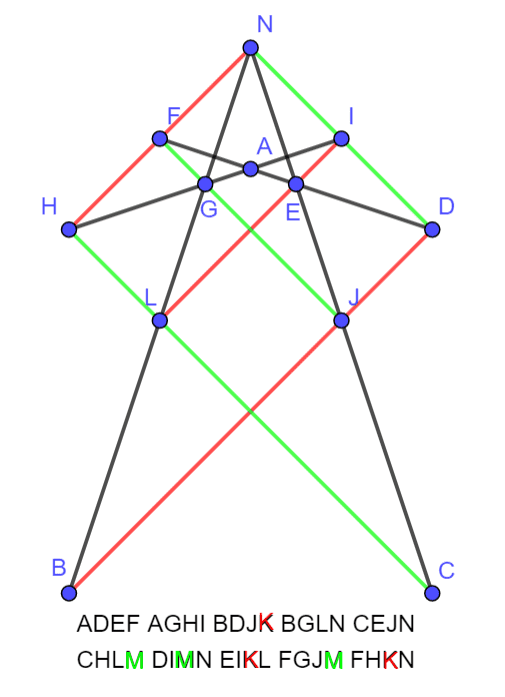 N
F
I
A
H
D
G
E
L
J
B
C
ADEF AGHI BDJK BGLN CEJN
CHLM DIMN EIKL FGJM FHKN